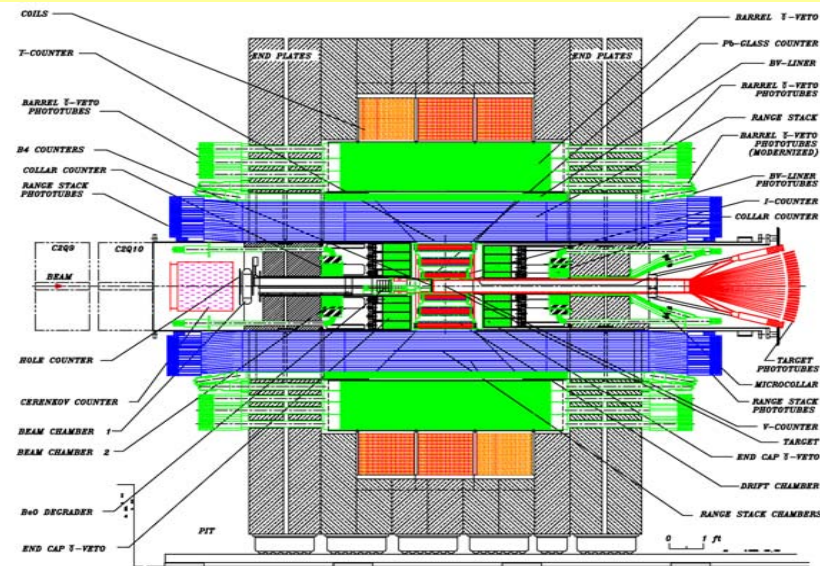 COILS
T-COUNTER
BARREL γ̄-VETO
PHOTOTUBES
B4 COUNTERS
COLLAR COUNTER
RANGE STACK
PHOTOTUBES
C2Q9
C2Q10
BEAM
HOLE COUNTER
CERENKOV COUNTER
BEAM CHAMBER 1
BEAM CHAMBER 2
BeO DEGRADER
END CAP γ̄-VETO
PIT
END PLATES
END PLATES
BARREL γ̄-VETO
Pb-GLASS COUNTER
BV-LINER
BARREL γ̄-VETO
PHOTOTUBES
RANGE STACK
BARREL γ̄-VETO
PHOTOTUBES
(MODERNIZED)
BV-LINER
PHOTOTUBES
I-COUNTER
COLLAR COUNTER
TARGET
PHOTOTUBES
MICROCOLLAR
RANGE STACK
PHOTOTUBES
V-COUNTER
TARGET
END CAP γ̄-VETO
DRIFT CHAMBER
RANGE STACK CHAMBERS
0 1 ft